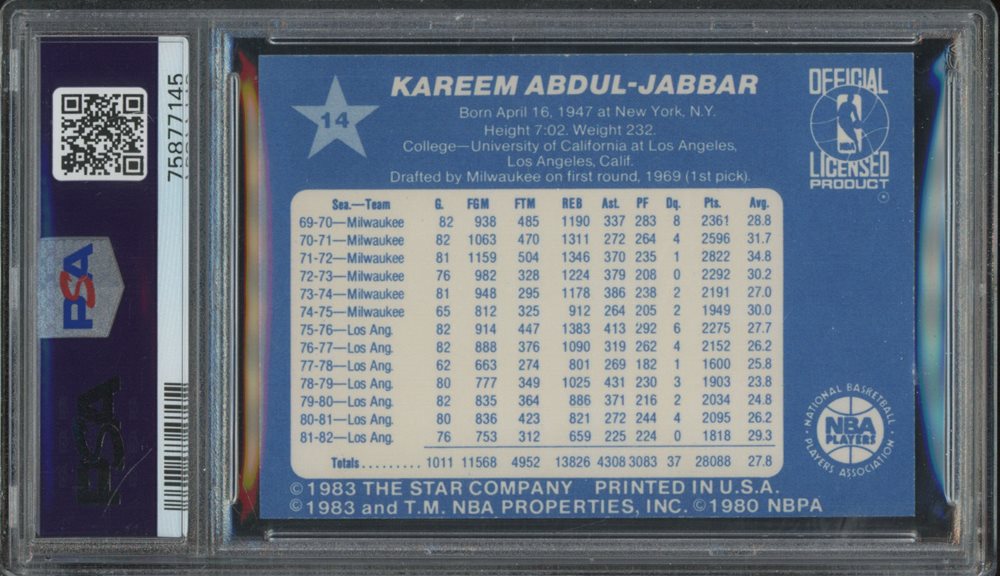 75877145
PSA
PSA
14
KAREEM ABDUL-JABBAR
Born April 16, 1947 at New York, N.Y.
Height 7:02. Weight 232.
College—University of California at Los Angeles,
Los Angeles, Calif.
Drafted by Milwaukee on first round, 1969 (1st pick).
OFFICIAL
LICENSED
PRODUCT
Sea.—Team G. FGM FTM REB Ast. PF Dq. Pts. Avg.
69-70—Milwaukee 82 938 485 1190 337 283 8 2361 28.8
70-71—Milwaukee 82 1063 470 1311 272 264 4 2596 31.7
71-72—Milwaukee 81 1159 504 1346 370 235 1 2822 34.8
72-73—Milwaukee 76 982 328 1224 379 208 0 2292 30.2
73-74—Milwaukee 81 948 295 1178 386 238 2 2191 27.0
74-75—Milwaukee 65 812 325 912 264 205 2 1949 30.0
75-76—Los Ang. 82 914 447 1383 413 292 6 2275 27.7
76-77—Los Ang. 82 888 376 1090 319 262 4 2152 26.2
77-78—Los Ang. 62 663 274 801 269 182 1 1600 25.8
78-79—Los Ang. 80 777 349 1025 431 230 3 1903 23.8
79-80—Los Ang. 82 835 364 886 371 216 2 2034 24.8
80-81—Los Ang. 80 836 423 821 272 244 4 2095 26.2
81-82—Los Ang. 76 753 312 659 225 224 0 1818 29.3
Totals......... 1011 11568 4952 13826 4308 3083 37 28088 27.8
NATIONAL BASKETBALL
NBA
PLAYERS
PLAYERS ASSOCIATION
©1983 THE STAR COMPANY PRINTED IN U.S.A.
©1983 and T.M. NBA PROPERTIES, INC. ©1980 NBPA